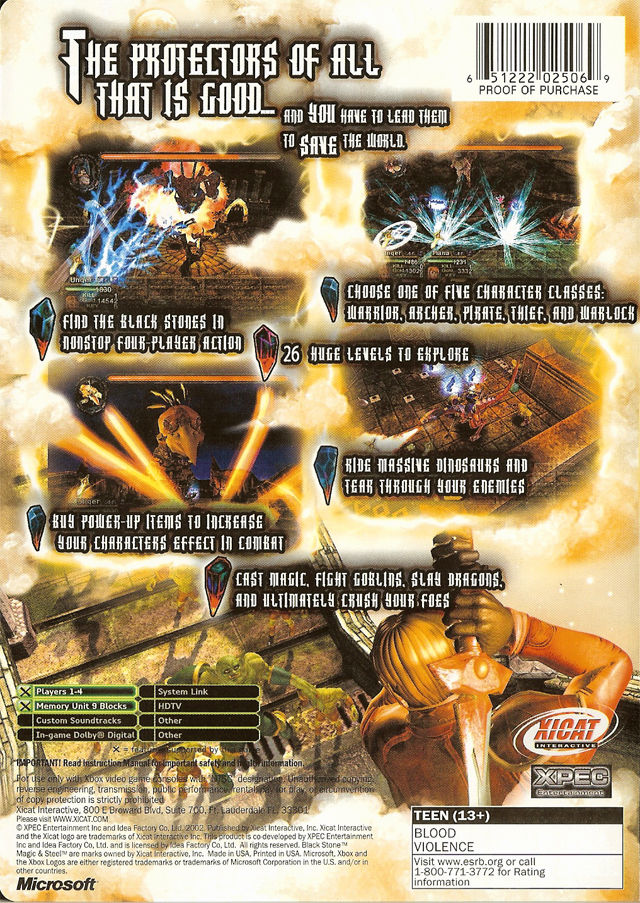 THE PROTECTORS OF ALL
THAT IS GOOD...
AND YOU HAVE TO LEAD THEM
TO SAVE THE WORLD.
6 51222 02506 9
PROOF OF PURCHASE
FIND THE BLACK STONES IN
NONSTOP FOUR-PLAYER ACTION
CHOOSE ONE OF FIVE CHARACTER CLASSES:
WARRIOR, ARCHER, PIRATE, THIEF, AND WARLOCK
26 HUGE LEVELS TO EXPLORE
RIDE MASSIVE DINOSAURS AND
TEAR THROUGH YOUR ENEMIES
BUY POWER-UP ITEMS TO INCREASE
YOUR CHARACTERS EFFECT IN COMBAT
CAST MAGIC, FIGHT GOBLINS, SLAY DRAGONS,
AND ULTIMATELY CRUSH YOUR FOES
X Players 1-4
System Link
X Memory Unit 9 Blocks
HDTV
Custom Soundtracks
Other
In-game Dolby® Digital
Other
X = feature supported by this game
IMPORTANT! Read Instruction Manual for important safety and major information.
For use only with Xbox video game consoles with "NTSC" designation. Unauthorized copying,
reverse engineering, transmission, public performance, rental, pay for play, or circumvention
of copy protection is strictly prohibited.
Xicat Interactive, 800 E Broward Blvd, Suite 700, Ft. Lauderdale FL 33301
Please visit WWW.XICAT.COM
© XPEC Entertainment Inc and Idea Factory Co, Ltd, 2002. Published by Xicat Interactive, Inc. Xicat Interactive
and the Xicat logo are trademarks of Xicat Interactive Inc. This product is co-developed by XPEC Entertainment
Inc and Idea Factory Co, Ltd. and is licensed by Idea Factory Co, Ltd. All rights reserved. Black Stone™
Magic & Steel™ are marks owned by Xicat Interactive, Inc. Made in USA. Printed in USA. Microsoft, Xbox and
the Xbox Logos are either registered trademarks or trademarks of Microsoft Corporation in the U.S. and/or in
other countries.
Microsoft
XICAT
INTERACTIVE
XPEC
Entertainment
TEEN (13+)
BLOOD
VIOLENCE
Visit www.esrb.org or call
1-800-771-3772 for Rating
information